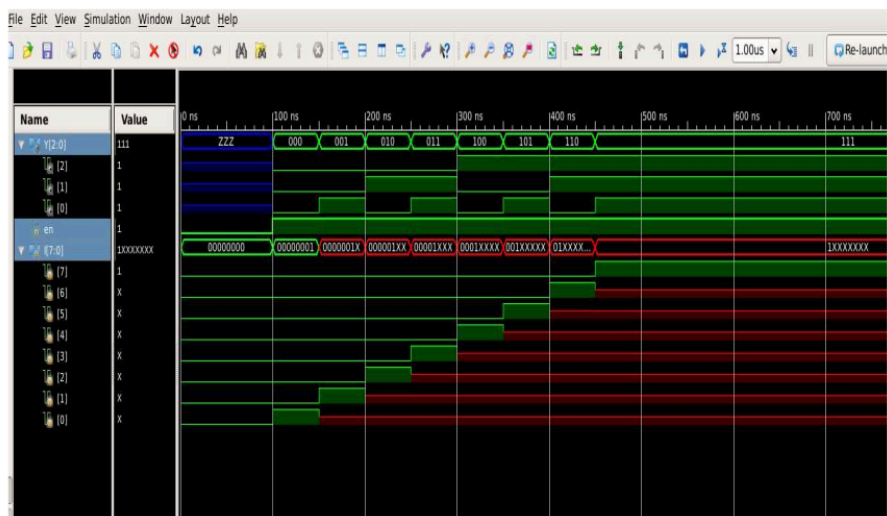 File Edit View Simulation Window Layout Help
1.00us Re-launch
Name Value 0 ns 100 ns 200 ns 300 ns 400 ns 500 ns 600 ns 700 ns
Y[2:0] 111 ZZZ 000 001 010 011 100 101 110 111
[2] 1
[1] 1
[0] 1
en 1
I[7:0] 1XXXXXXX 00000000 00000001 0000001X 000001XX 00001XXX 0001XXXX 001XXXXX 01XXXX... 1XXXXXXX
[7] 1
[6] X
[5] X
[4] X
[3] X
[2] X
[1] X
[0] X